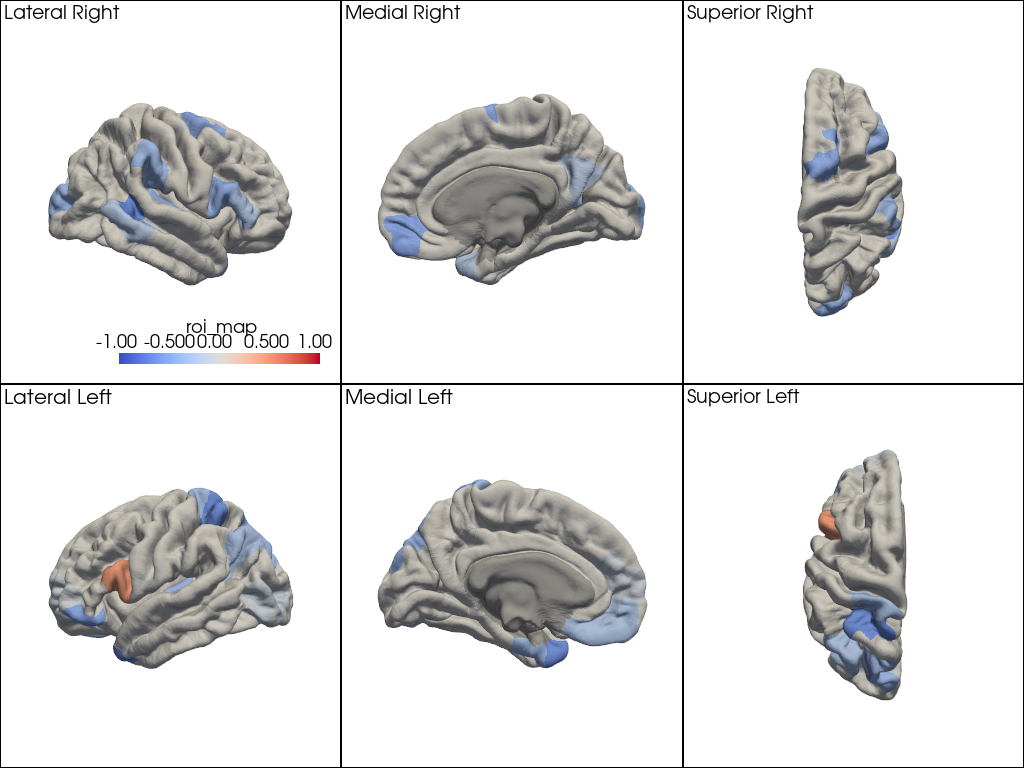 Lateral Right
Medial Right
Superior Right
roi_map
-1.00 -0.500 0.00 0.500 1.00
Lateral Left
Medial Left
Superior Left